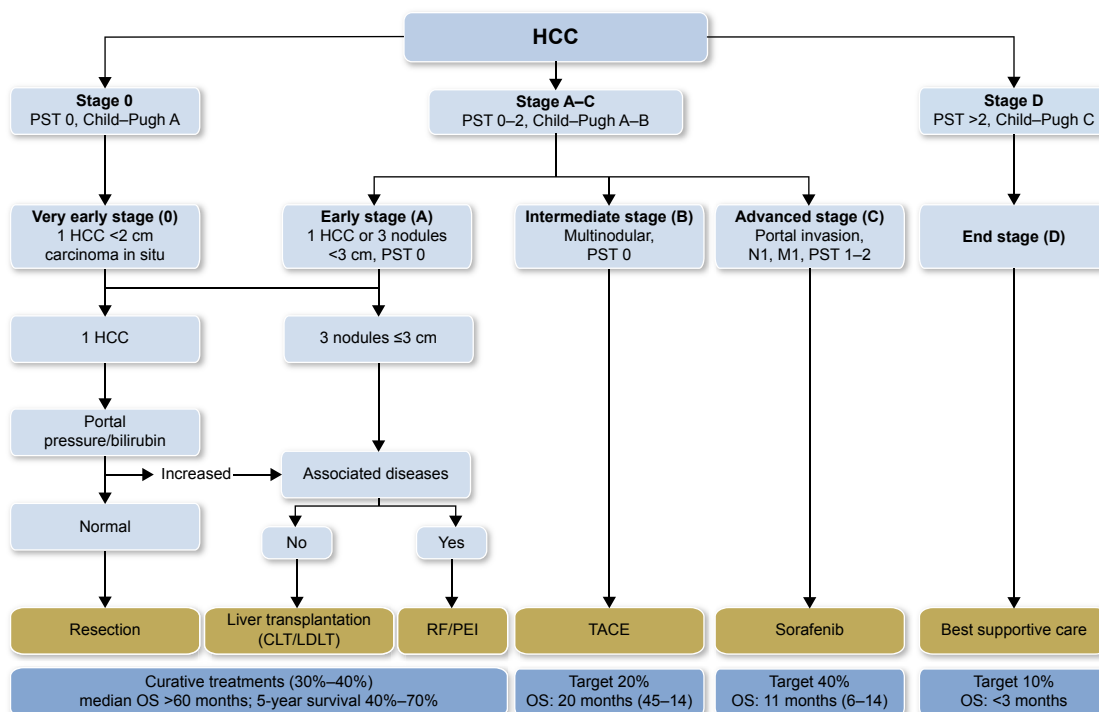 HCC
Stage 0
PST 0, Child–Pugh A
Stage A–C
PST 0–2, Child–Pugh A–B
Stage D
PST >2, Child–Pugh C
Very early stage (0)
1 HCC <2 cm
carcinoma in situ
Early stage (A)
1 HCC or 3 nodules
<3 cm, PST 0
Intermediate stage (B)
Multinodular,
PST 0
Advanced stage (C)
Portal invasion,
N1, M1, PST 1–2
End stage (D)
1 HCC
3 nodules ≤3 cm
Portal
pressure/bilirubin
Increased
Associated diseases
Normal
No
Yes
Resection
Liver transplantation
(CLT/LDLT)
RF/PEI
TACE
Sorafenib
Best supportive care
Curative treatments (30%–40%)
median OS >60 months; 5-year survival 40%–70%
Target 20%
OS: 20 months (45–14)
Target 40%
OS: 11 months (6–14)
Target 10%
OS: <3 months